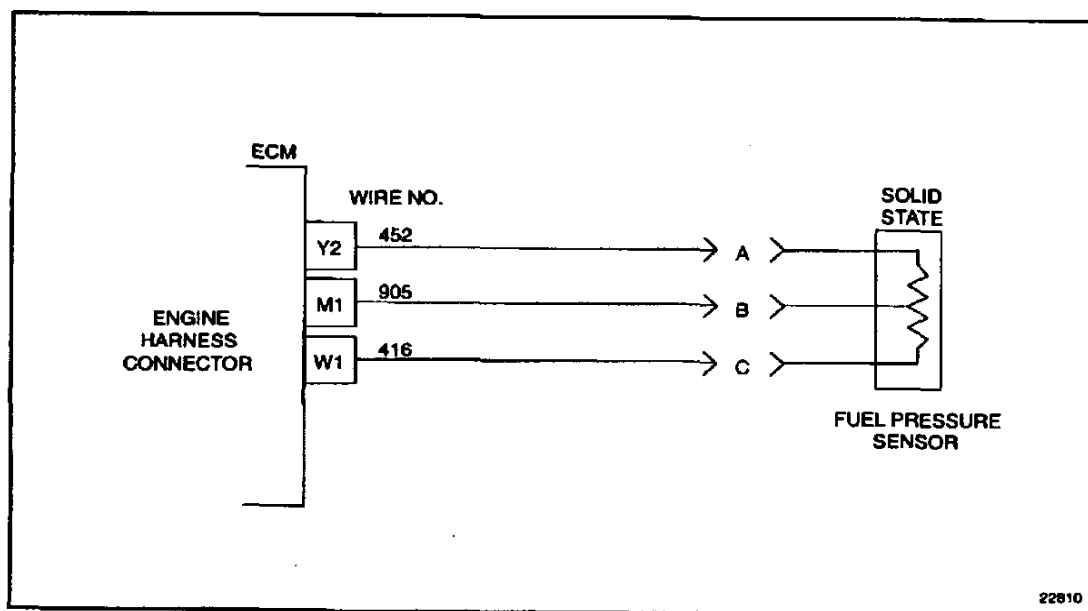 ECM
WIRE NO.
SOLID
STATE
Y2
452
A
M1
905
B
ENGINE
HARNESS
CONNECTOR
W1
416
C
FUEL PRESSURE
SENSOR
22810